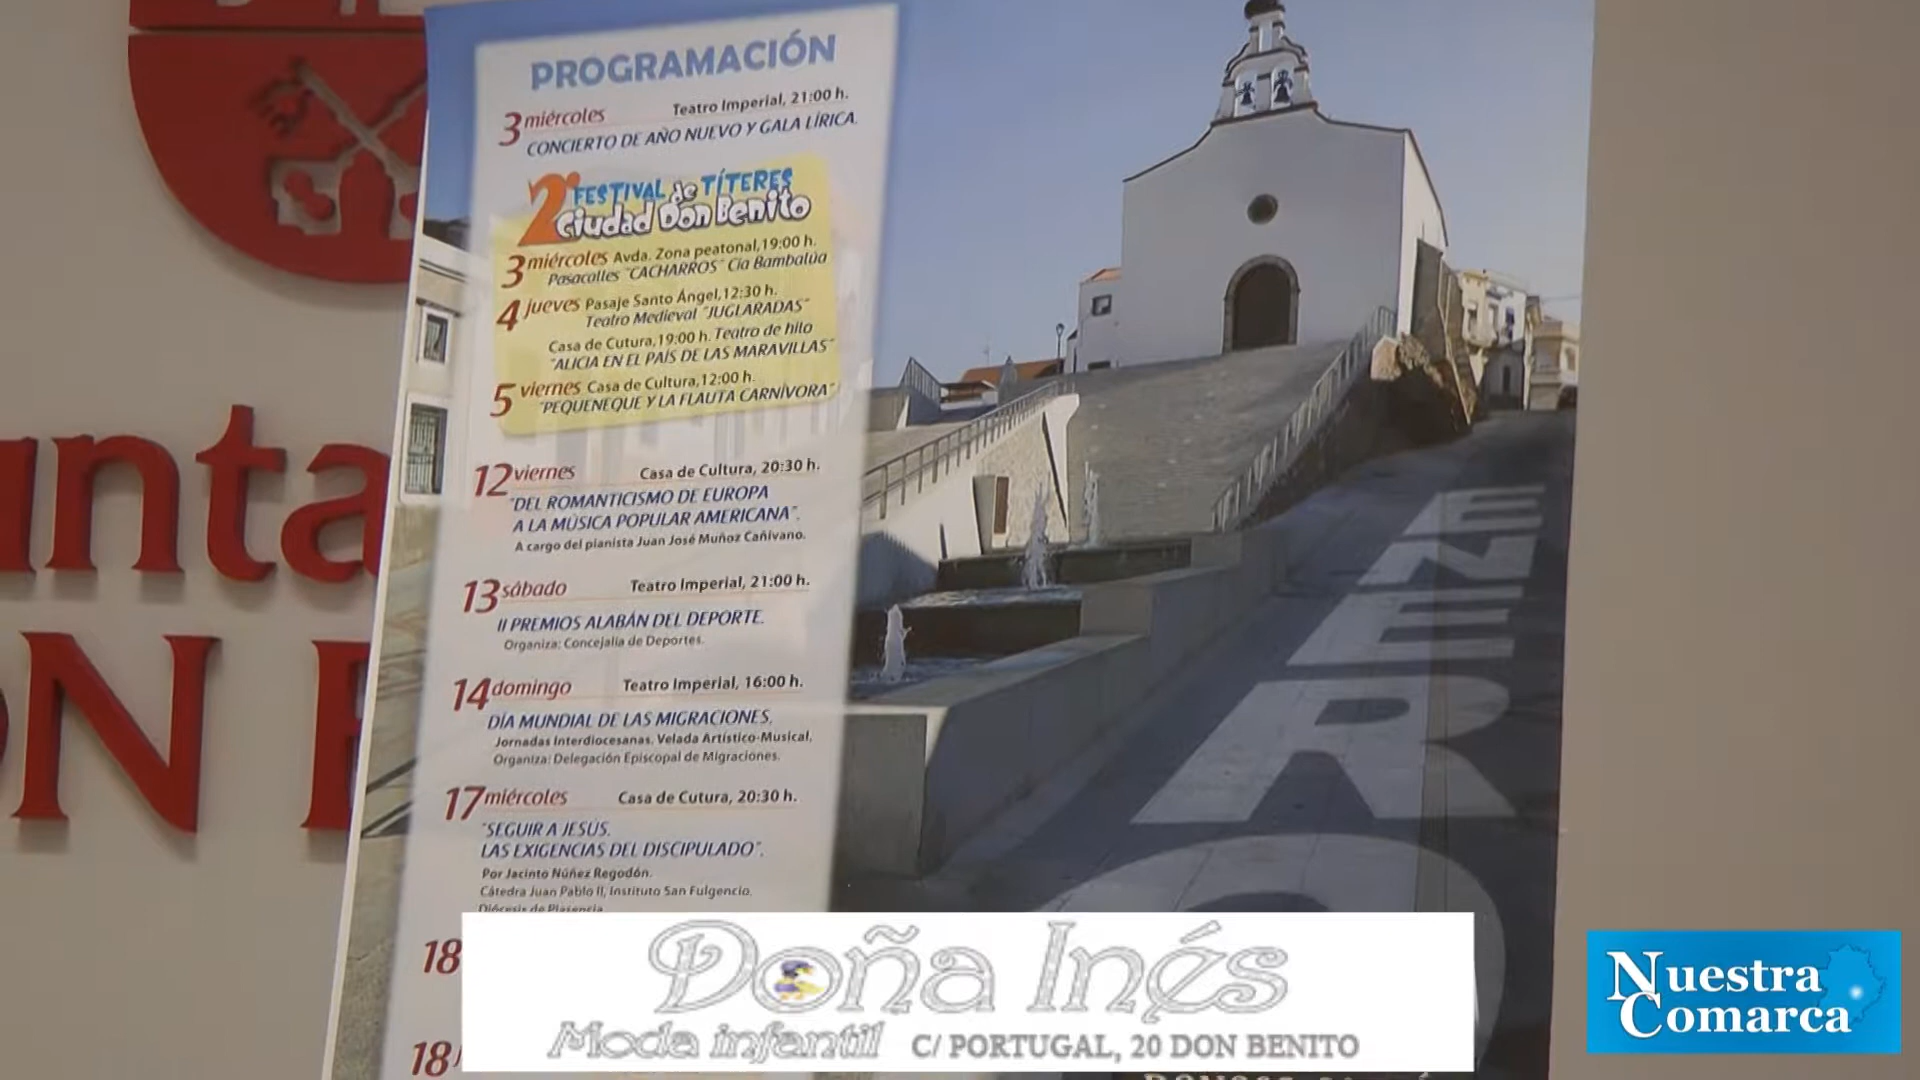 PROGRAMACIÓN
3 miércoles Teatro Imperial, 21:00 h.
CONCIERTO DE AÑO NUEVO Y GALA LÍRICA.
2º FESTIVAL de TÍTERES
Ciudad Don Benito
3 miércoles Avda. Zona peatonal, 19:00 h.
Pasacalles "CACHARROS" Cía Bambalúa
4 jueves Pasaje Santo Ángel, 12:30 h.
Teatro Medieval "JUGLARADAS"
Casa de Cutura, 19:00 h. Teatro de hilo
"ALICIA EN EL PAÍS DE LAS MARAVILLAS"
5 viernes Casa de Cultura, 12:00 h.
"PEQUENEQUE Y LA FLAUTA CARNÍVORA"
12 viernes Casa de Cultura, 20:30 h.
"DEL ROMANTICISMO DE EUROPA
A LA MÚSICA POPULAR AMERICANA".
A cargo del pianista Juan José Muñoz Cañivano.
13 sábado Teatro Imperial, 21:00 h.
II PREMIOS ALABÁN DEL DEPORTE.
Organiza: Concejalía de Deportes.
14 domingo Teatro Imperial, 16:00 h.
DÍA MUNDIAL DE LAS MIGRACIONES.
Jornadas Interdiocesanas. Velada Artístico-Musical.
Organiza: Delegación Episcopal de Migraciones.
17 miércoles Casa de Cutura, 20:30 h.
"SEGUIR A JESÚS.
LAS EXIGENCIAS DEL DISCIPULADO".
Por Jacinto Núñez Regodón.
Cátedra Juan Pablo II, Instituto San Fulgencio.
Diócesis de Plasencia
18
18
ENERO
unta
ON
Doña Inés
Moda infantil C/ PORTUGAL, 20 DON BENITO
Nuestra
Comarca